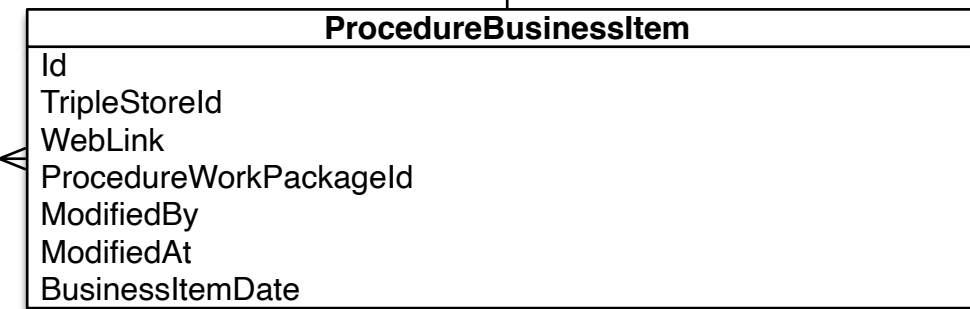 ProcedureBusinessItem
Id
TripleStoreId
WebLink
ProcedureWorkPackageId
ModifiedBy
ModifiedAt
BusinessItemDate